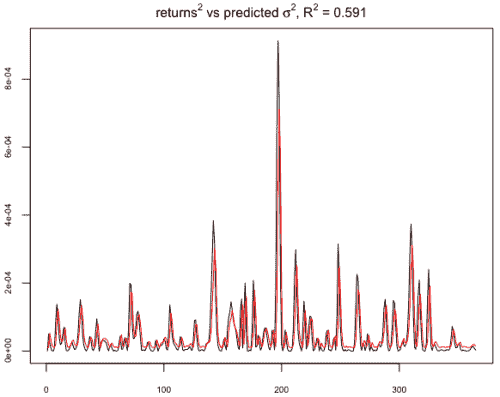 returns² vs predicted σ², R² = 0.591
8e-04
6e-04
4e-04
2e-04
0e+00
0 100 200 300